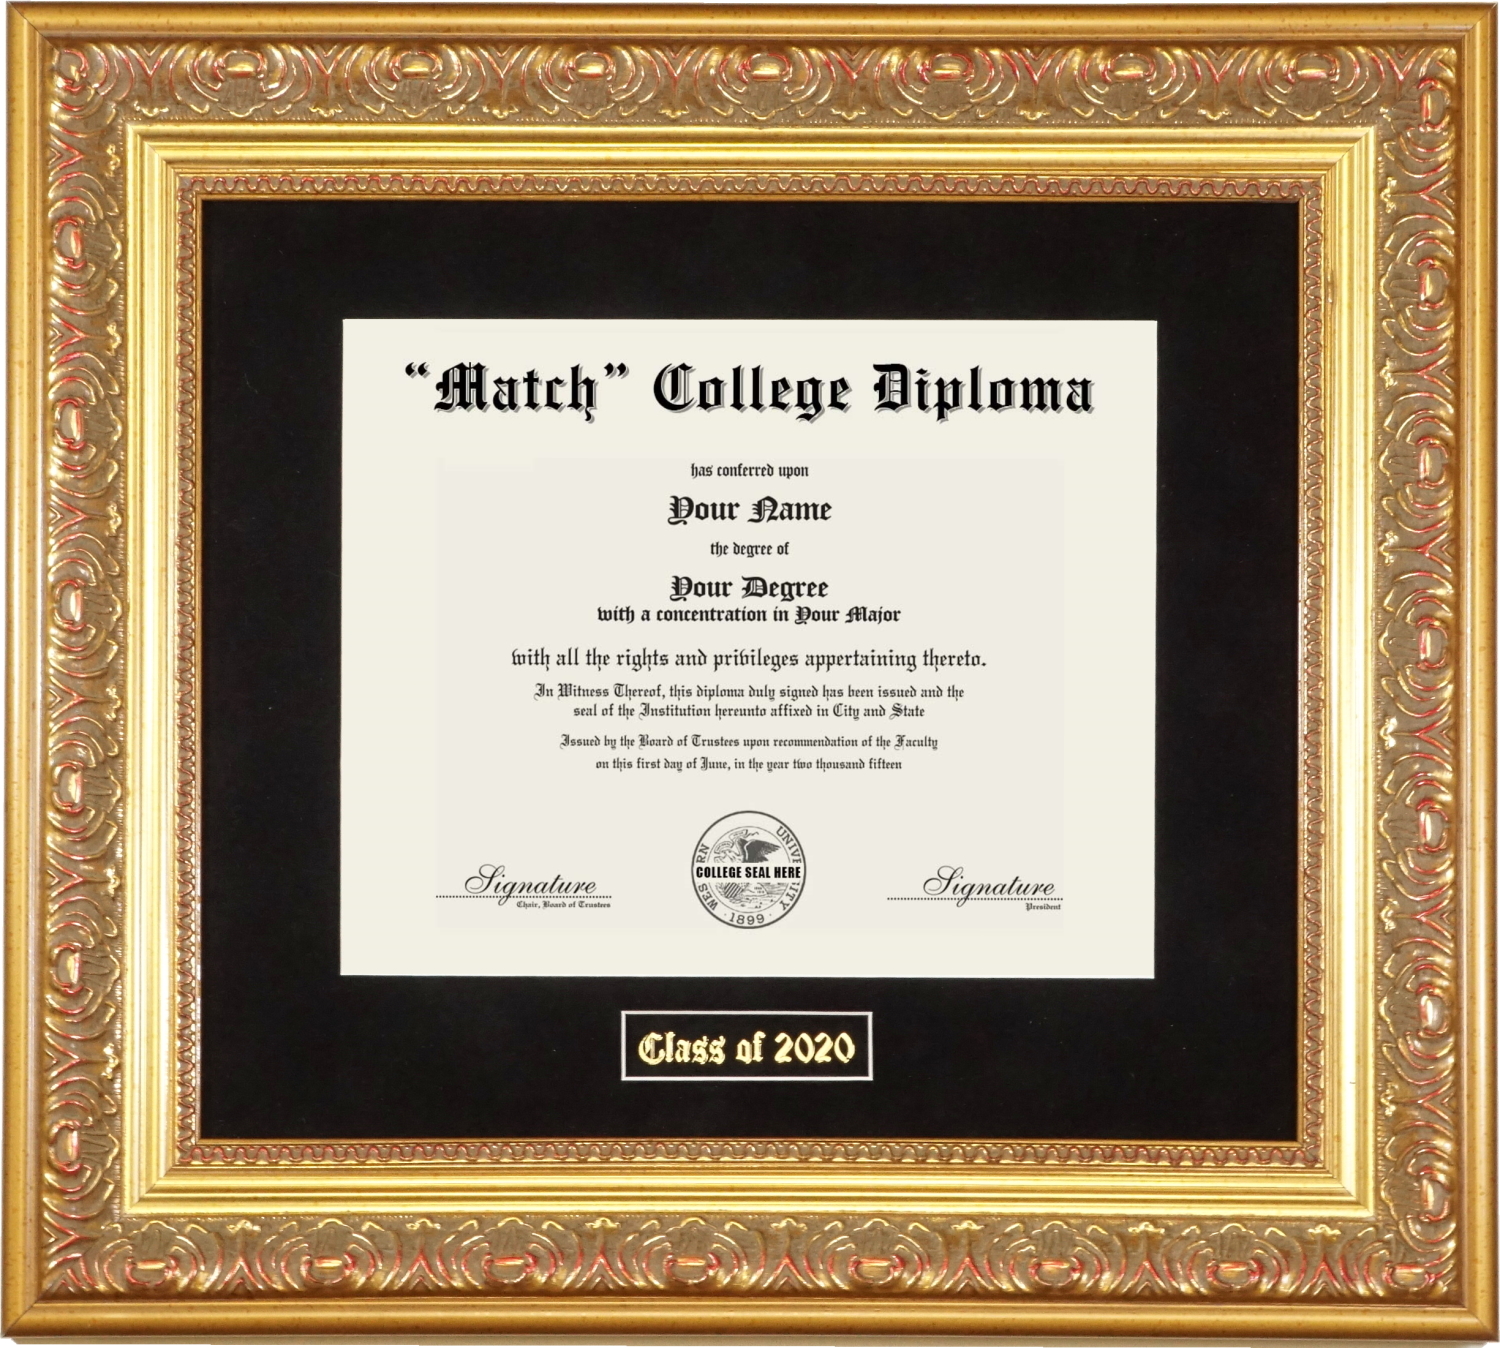 “Match” College Diploma
has conferred upon
Your Name
the degree of
Your Degree
with a concentration in Your Major
with all the rights and privileges appertaining thereto.
In Witness Thereof, this diploma duly signed has been issued and the
seal of the Institution hereunto affixed in City and State
Issued by the Board of Trustees upon recommendation of the Faculty
on this first day of June, in the year two thousand fifteen
Signature
Chair, Board of Trustees
COLLEGE SEAL HERE
1899
Signature
President
Class of 2020